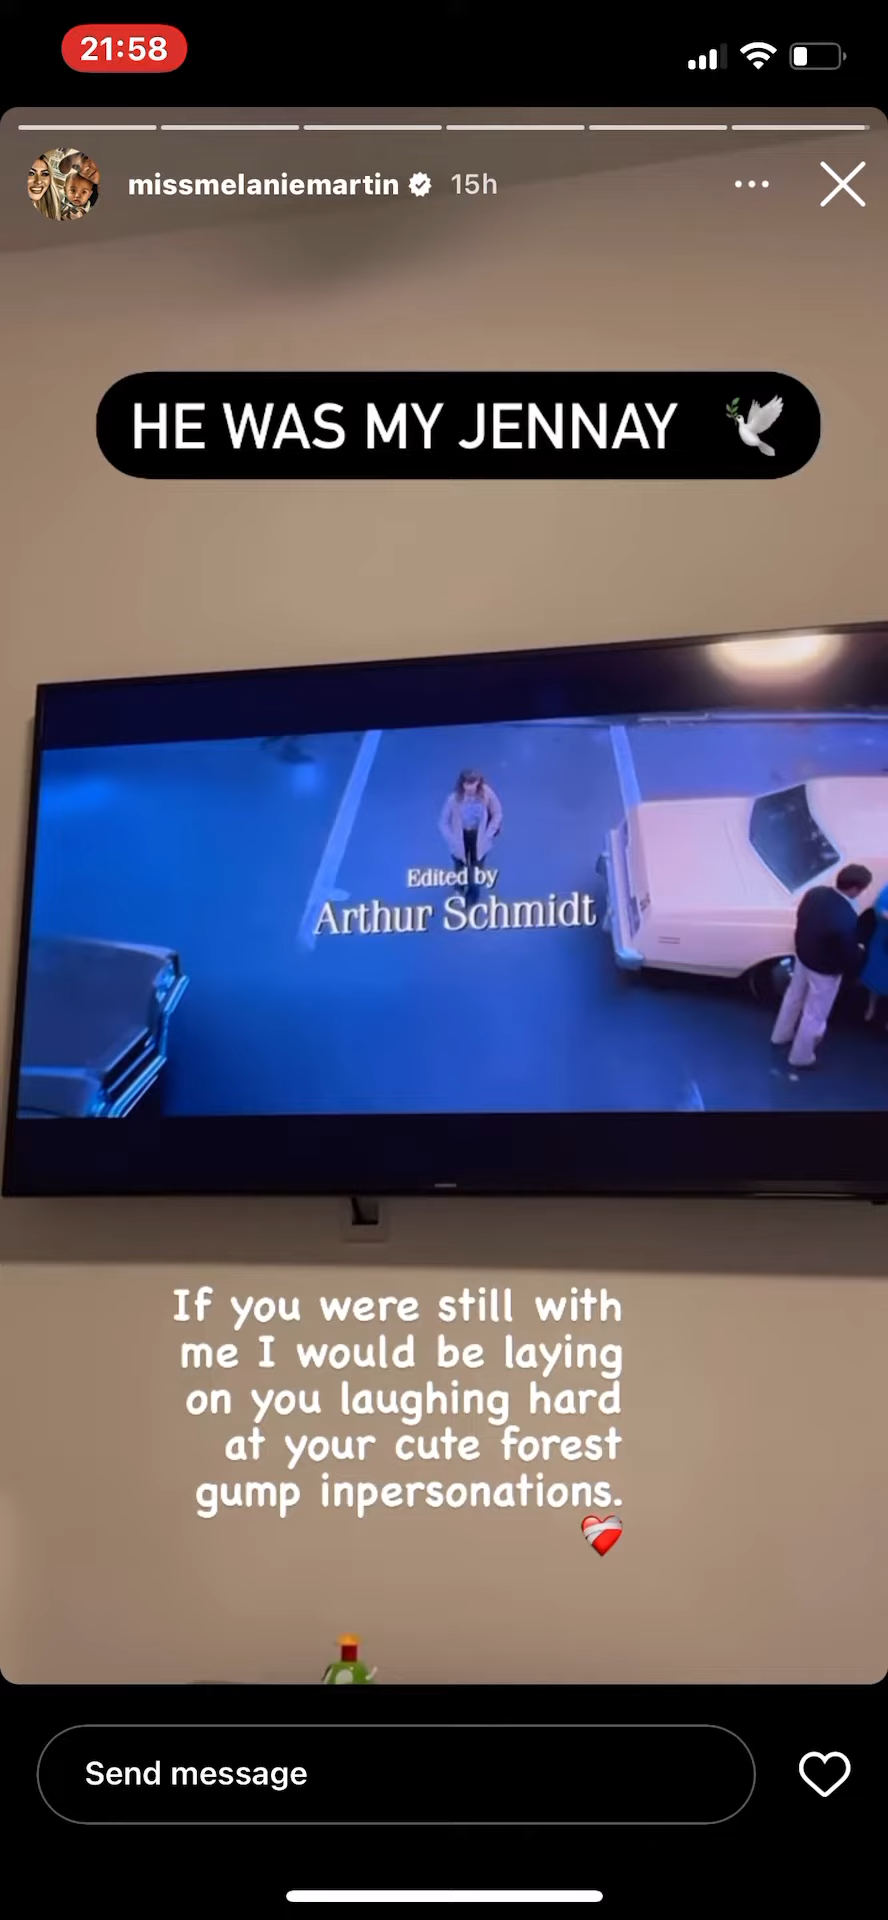 21:58
missmelaniemartin 15h
HE WAS MY JENNAY 🕊️
Edited by
Arthur Schmidt
If you were still with
me I would be laying
on you laughing hard
at your cute forest
gump inpersonations.
❤️‍🩹
Send message